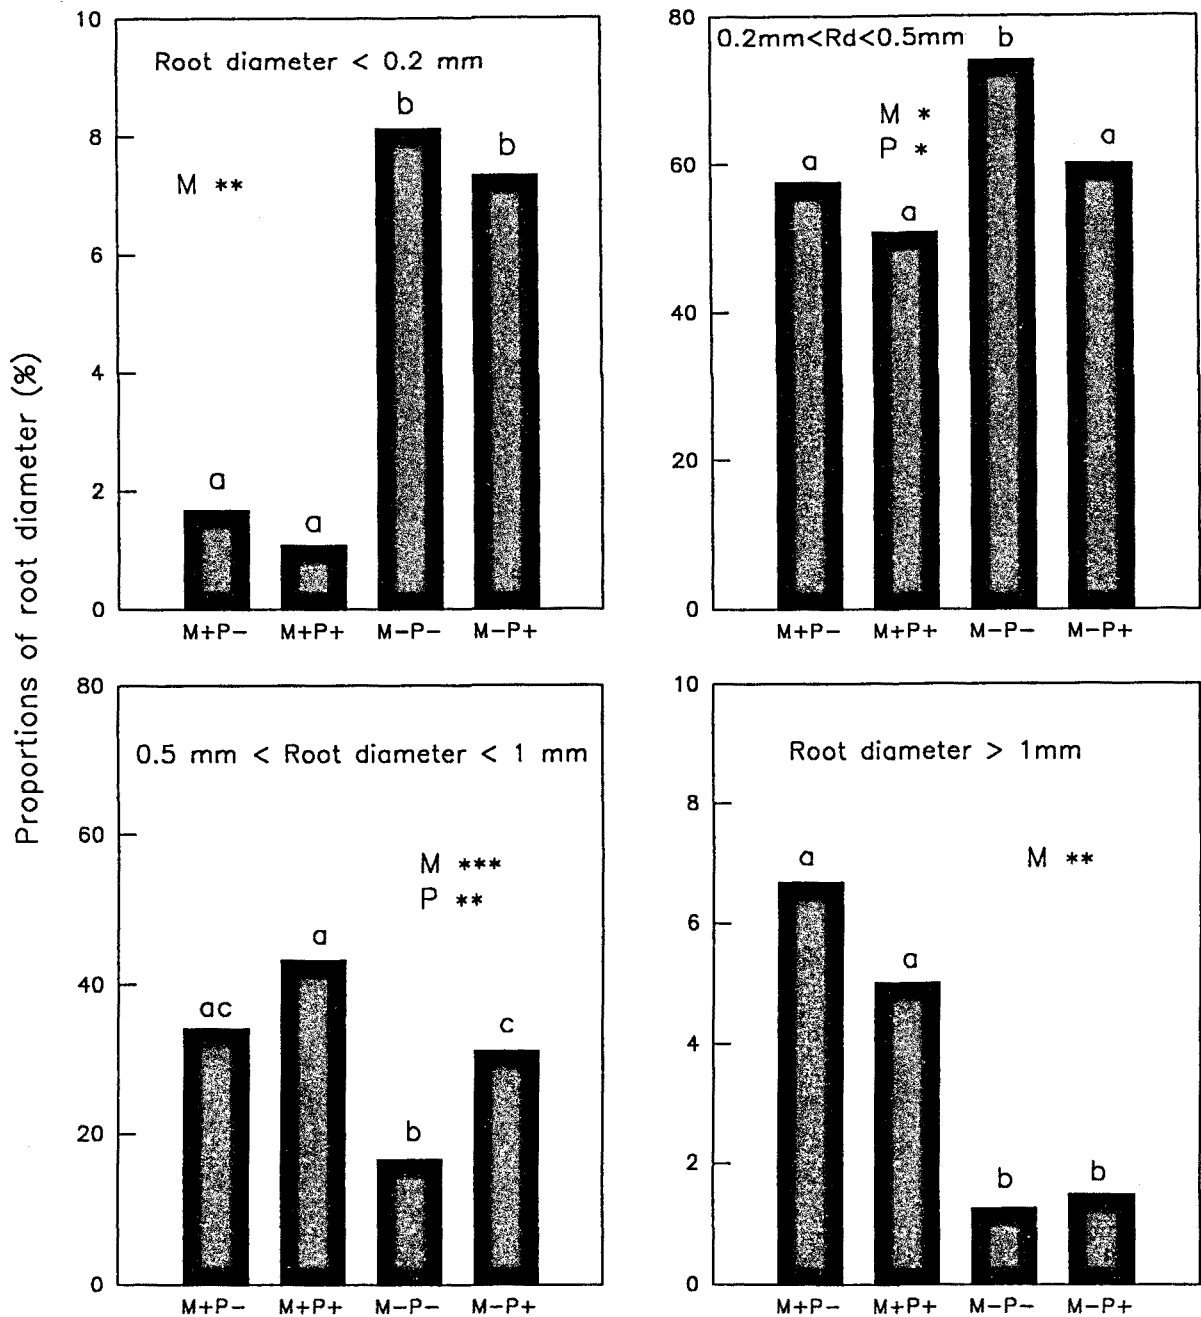 Proportions of root diameter (%)
10
8
6
4
2
0
Root diameter < 0.2 mm
M **
a
a
b
b
M+P- M+P+ M-P- M-P+
80
60
40
20
0
0.2mm<Rd<0.5mm
M *
P *
a
a
b
a
M+P- M+P+ M-P- M-P+
80
60
40
20
0
0.5 mm < Root diameter < 1 mm
M ***
P **
ac
a
b
c
M+P- M+P+ M-P- M-P+
10
8
6
4
2
0
Root diameter > 1mm
M **
a
a
b
b
M+P- M+P+ M-P- M-P+